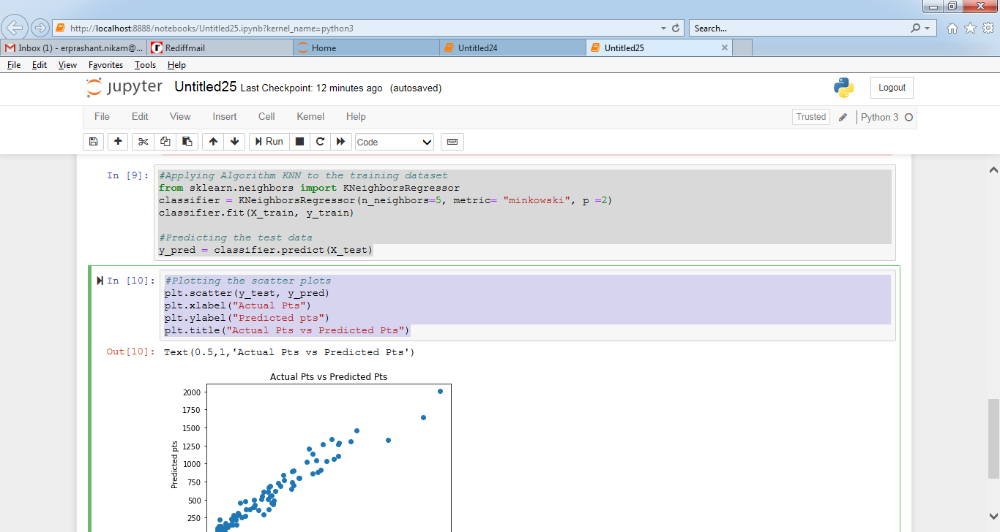 http://localhost:8888/notebooks/Untitled25.ipynb?kernel_name=python3
Search...
Inbox (1) - erprashant.nikam@...
Rediffmail
Home
Untitled24
Untitled25
File Edit View Favorites Tools Help
jupyter Untitled25 Last Checkpoint: 12 minutes ago (autosaved)
Logout
File Edit View Insert Cell Kernel Help
Trusted
Python 3
Run
Code
In [9]:
#Applying Algorithm KNN to the training dataset
from sklearn.neighbors import KNeighborsRegressor
classifier = KNeighborsRegressor(n_neighbors=5, metric= "minkowski", p =2)
classifier.fit(X_train, y_train)
#Predicting the test data
y_pred = classifier.predict(X_test)
In [10]:
#Plotting the scatter plots
plt.scatter(y_test, y_pred)
plt.xlabel("Actual Pts")
plt.ylabel("Predicted pts")
plt.title("Actual Pts vs Predicted Pts")
Out[10]:
Text(0.5,1,'Actual Pts vs Predicted Pts')
Actual Pts vs Predicted Pts
2000
1750
1500
1250
1000
750
500
250
Predicted pts